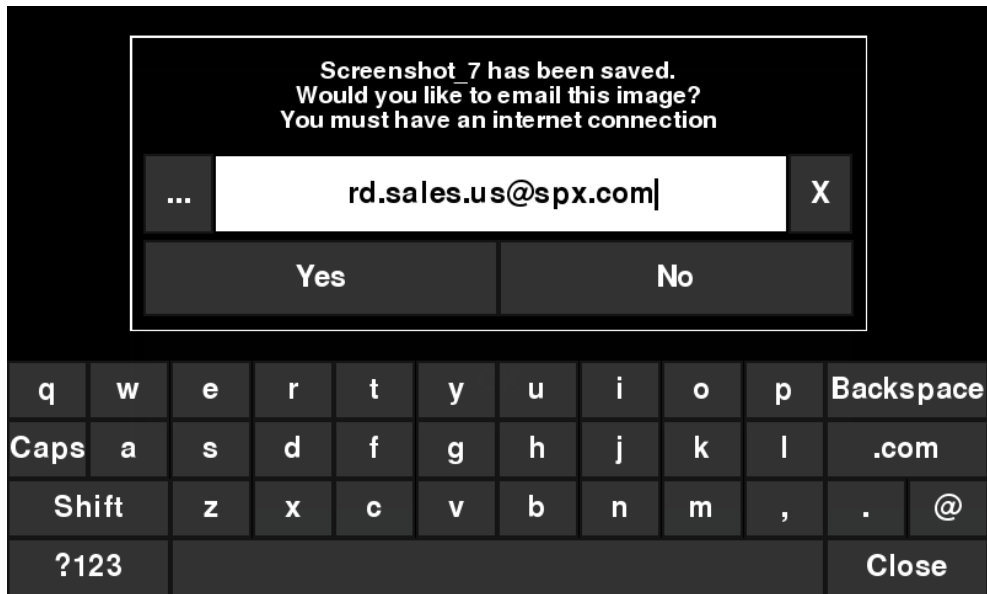 Screenshot_7 has been saved.
Would you like to email this image?
You must have an internet connection
... rd.sales.us@spx.com X
Yes No
q w e r t y u i o p Backspace
Caps a s d f g h j k l .com
Shift z x c v b n m , . @
?123 Close